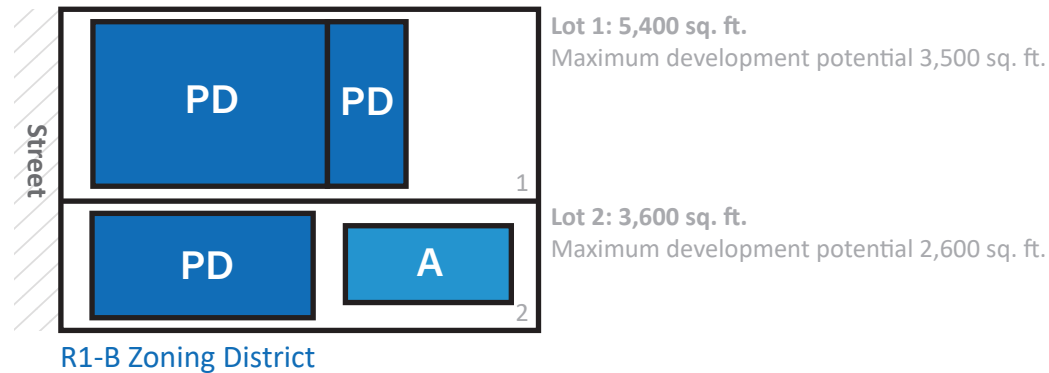 Street
PD
PD
1
Lot 1: 5,400 sq. ft.
Maximum development potential 3,500 sq. ft.
PD
A
2
Lot 2: 3,600 sq. ft.
Maximum development potential 2,600 sq. ft.
R1-B Zoning District